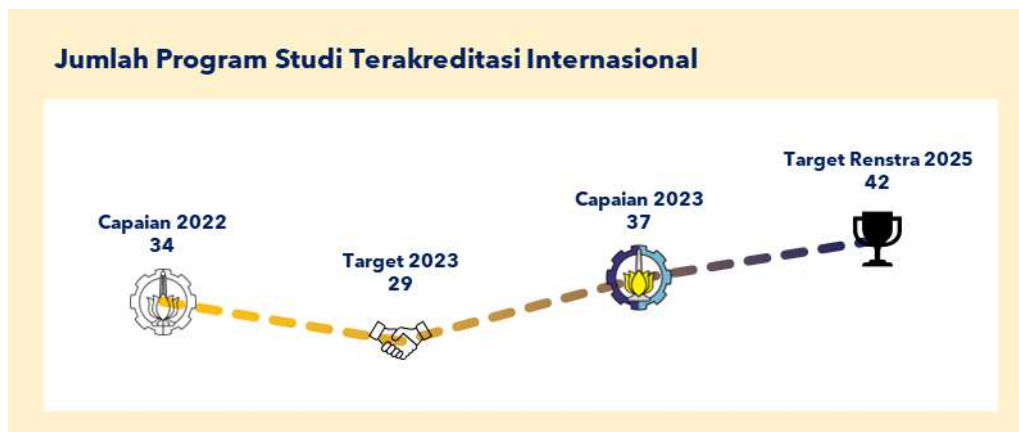 Jumlah Program Studi Terakreditasi Internasional
Capaian 2022
34
Target 2023
29
Capaian 2023
37
Target Renstra 2025
42